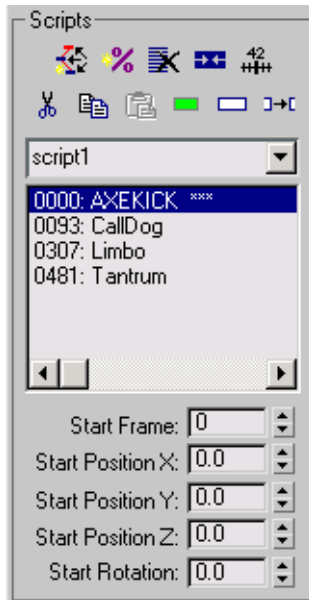 Scripts
%
42
script1
0000: AXEKICK ***
0093: CallDog
0307: Limbo
0481: Tantrum
Start Frame: 0
Start Position X: 0.0
Start Position Y: 0.0
Start Position Z: 0.0
Start Rotation: 0.0